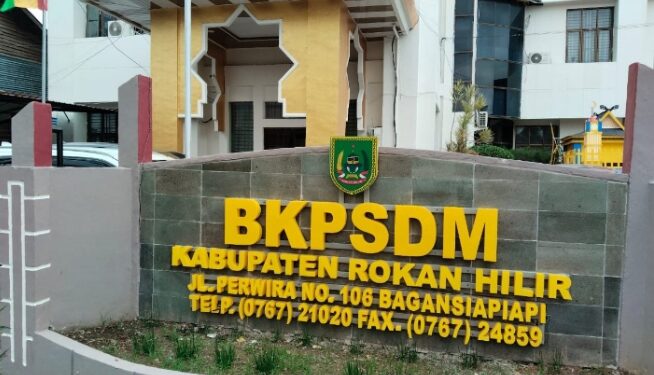 BKPSDM
KABUPATEN ROKAN HILIR
JL. PERWIRA NO. 106 BAGANSIAPIAPI
TELP. (0767) 21020 FAX. (0767) 24859